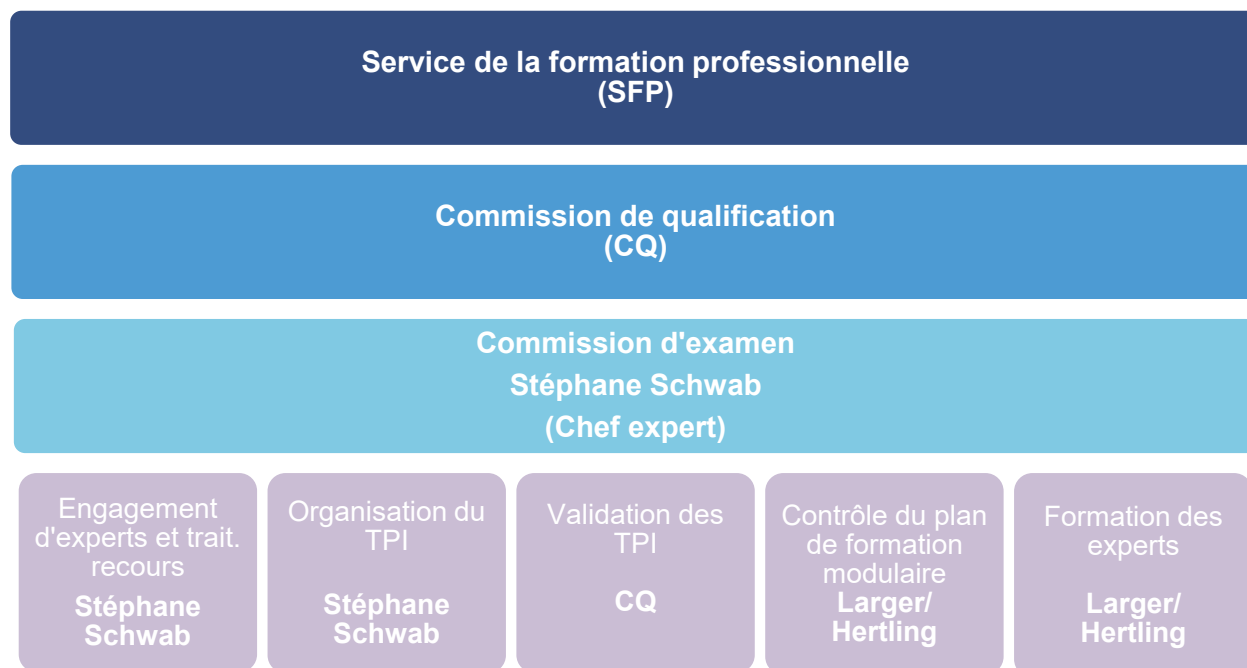 Service de la formation professionnelle
(SFP)
Commission de qualification
(CQ)
Commission d'examen
Stéphane Schwab
(Chef expert)
Engagement
d'experts et trait.
recours
Stéphane
Schwab
Organisation du
TPI
Stéphane
Schwab
Validation des
TPI
CQ
Contrôle du plan
de formation
modulaire
Larger/
Hertling
Formation des
experts
Larger/
Hertling